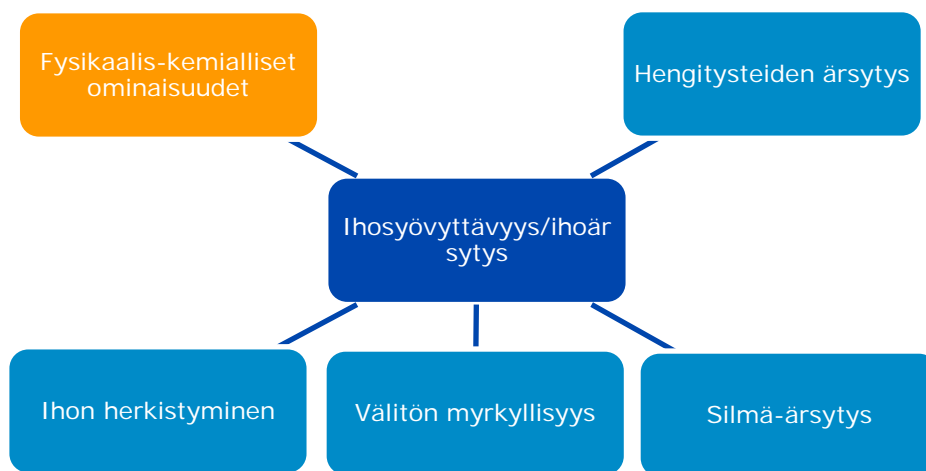 Fysikaalis-kemialliset
ominaisuudet
Hengitysteiden ärsytys
Ihosyövyttävyys/ihoär
sytys
Ihon herkistyminen
Välitön myrkyllisyys
Silmä-ärsytys